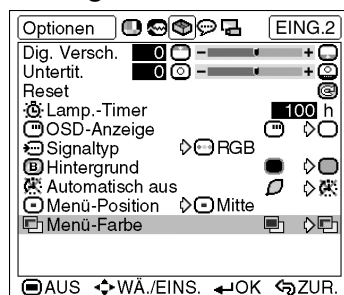 Optionen EING.2
Dig. Versch. 0 - +
Untertit. 0 - +
Reset
Lamp.-Timer 100 h
OSD-Anzeige
Signaltyp RGB
B Hintergrund
Automatisch aus
Menü-Position Mitte
Menü-Farbe
AUS WÄ./EINS. OK ZUR.